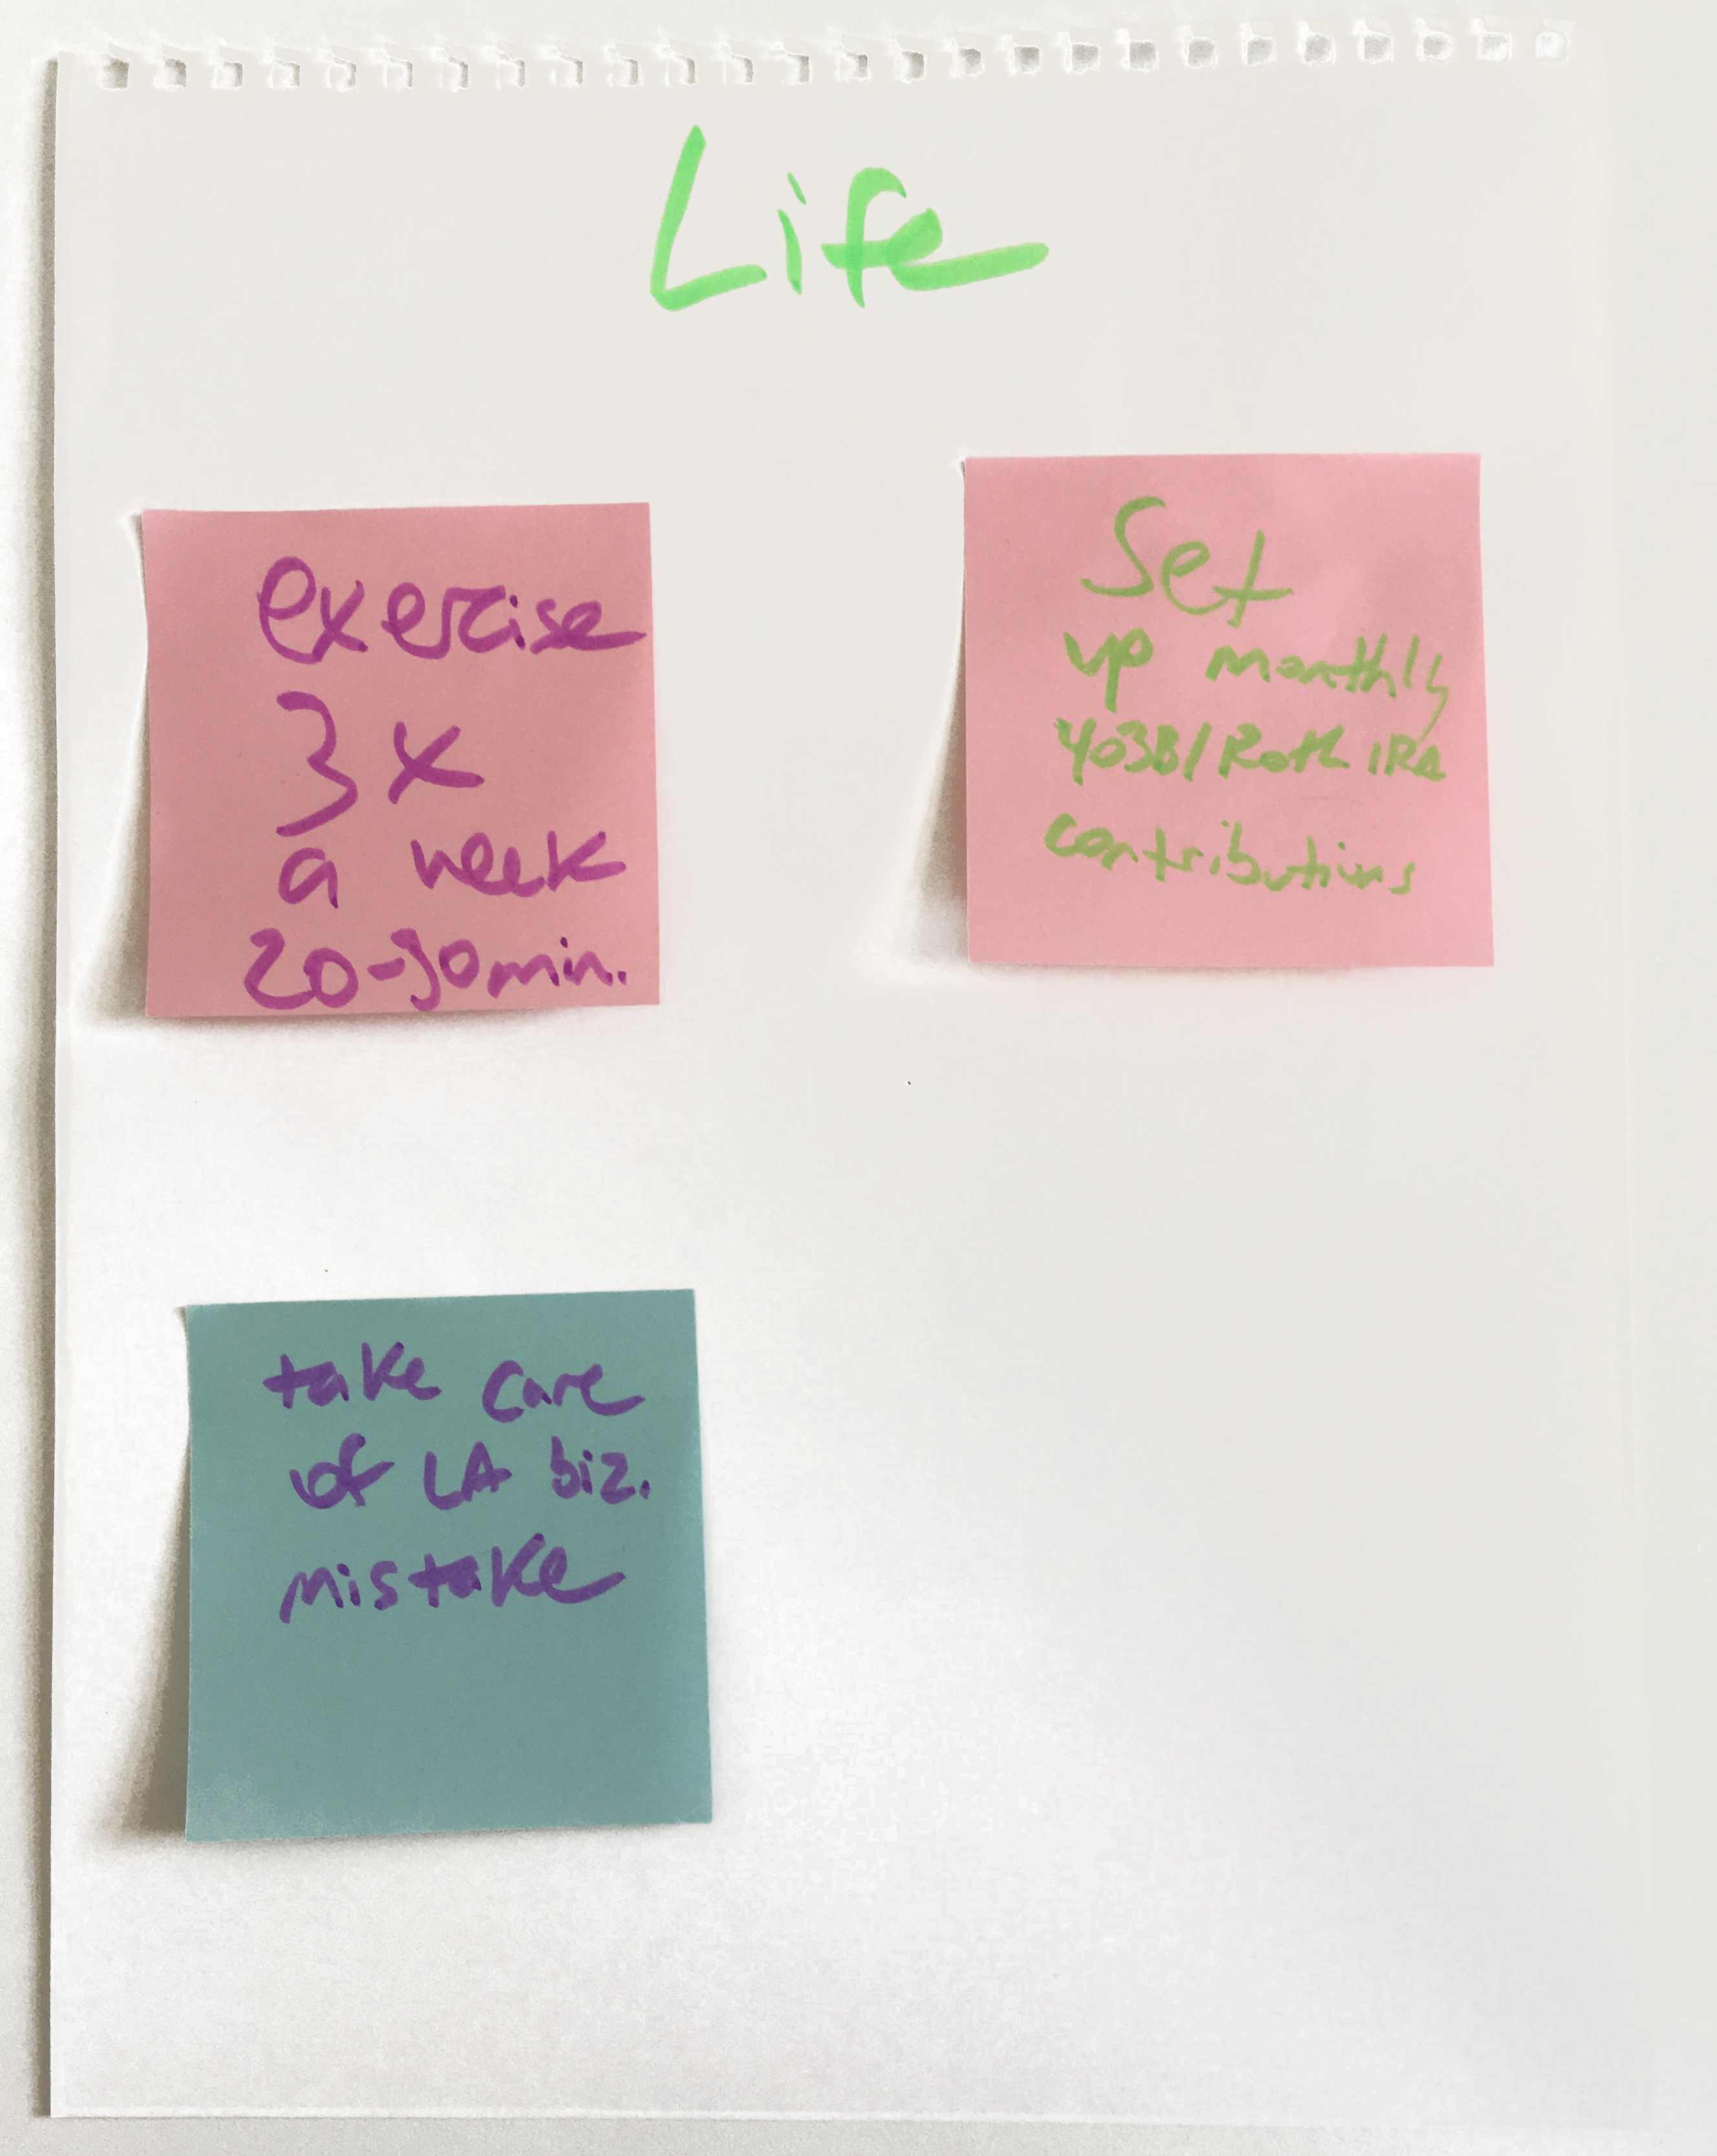 Life
exercise
3x
a week
20-30min.
Set
up monthly
403B/Roth IRA
contributions
take care
of LA biz.
mistake